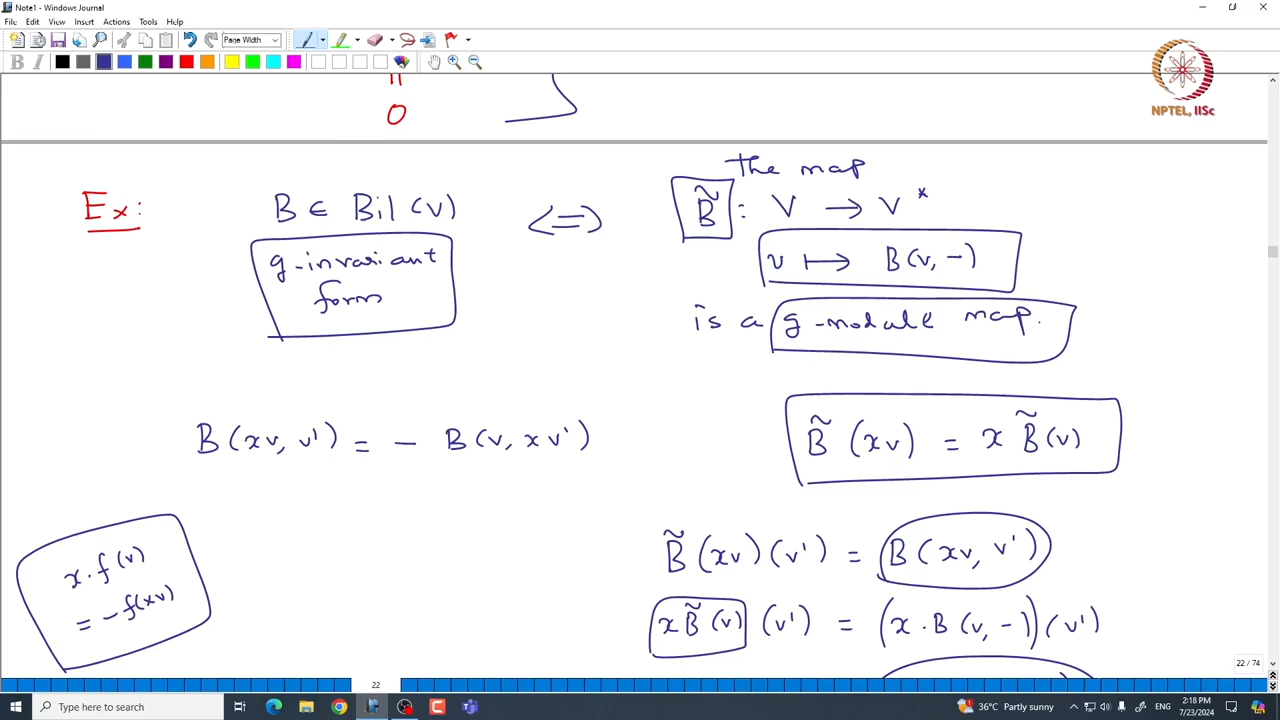 Note1 - Windows Journal
File Edit View Insert Actions Tools Help
Page Width
B I
NPTEL, IISc
0
the map
Ex: B ∈ Bil (V) <=> B̃ : V → V*
g-invariant form
v ↦ B(v, -)
is a g-module map.
B(xv, v') = - B(v, xv')
B̃ (xv) = x B̃(v)
x.f(v)
= -f(xv)
B̃ (xv)(v') = B(xv, v')
x B̃ (v) (v') = (x . B (v, -)) (v')
22 / 74
22
Type here to search
36°C Partly sunny
2:18 PM
7/23/2024